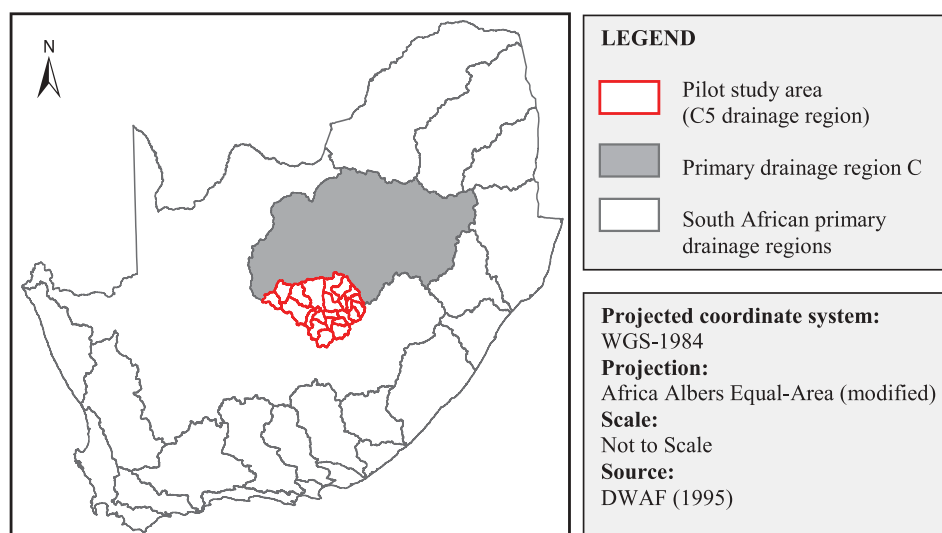 N
LEGEND
Pilot study area
(C5 drainage region)
Primary drainage region C
South African primary
drainage regions
Projected coordinate system:
WGS-1984
Projection:
Africa Albers Equal-Area (modified)
Scale:
Not to Scale
Source:
DWAF (1995)